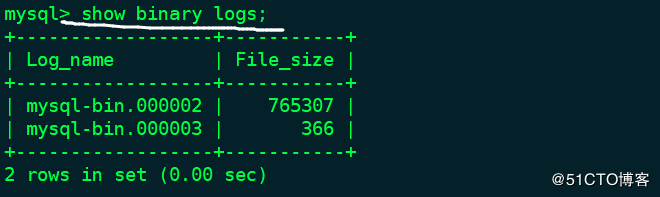 mysql> show binary logs;
+------------------+-----------+
| Log_name         | File_size |
+------------------+-----------+
| mysql-bin.000002 |    765307 |
| mysql-bin.000003 |       366 |
+------------------+-----------+
2 rows in set (0.00 sec)
@51CTO博客